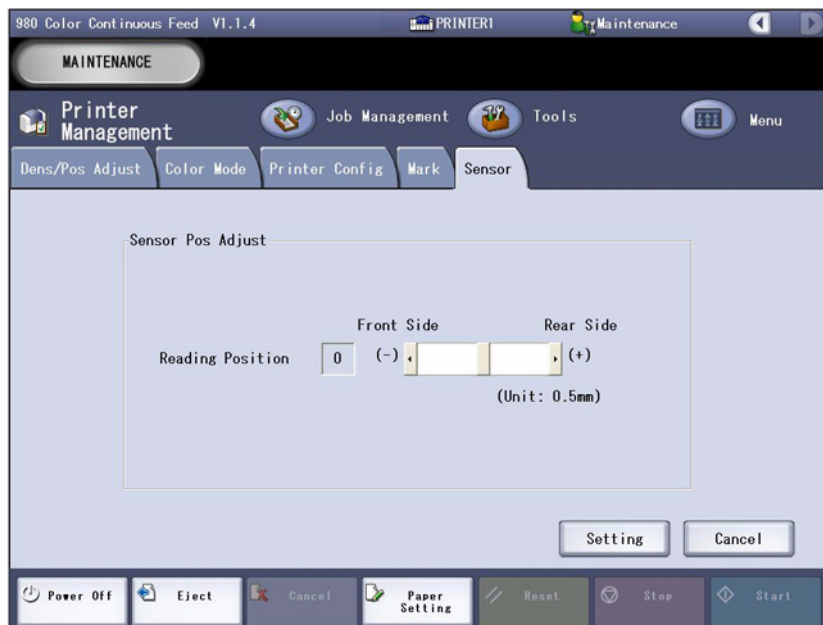 980 Color Continuous Feed V1.1.4 PRINTER1 Maintenance
MAINTENANCE
Printer Management Job Management Tools Menu
Dens/Pos Adjust Color Mode Printer Config Mark Sensor
Sensor Pos Adjust
Front Side Rear Side
Reading Position 0 (-) (+)
(Unit: 0.5mm)
Setting Cancel
Power Off Eject Cancel Paper Setting Reset Stop Start